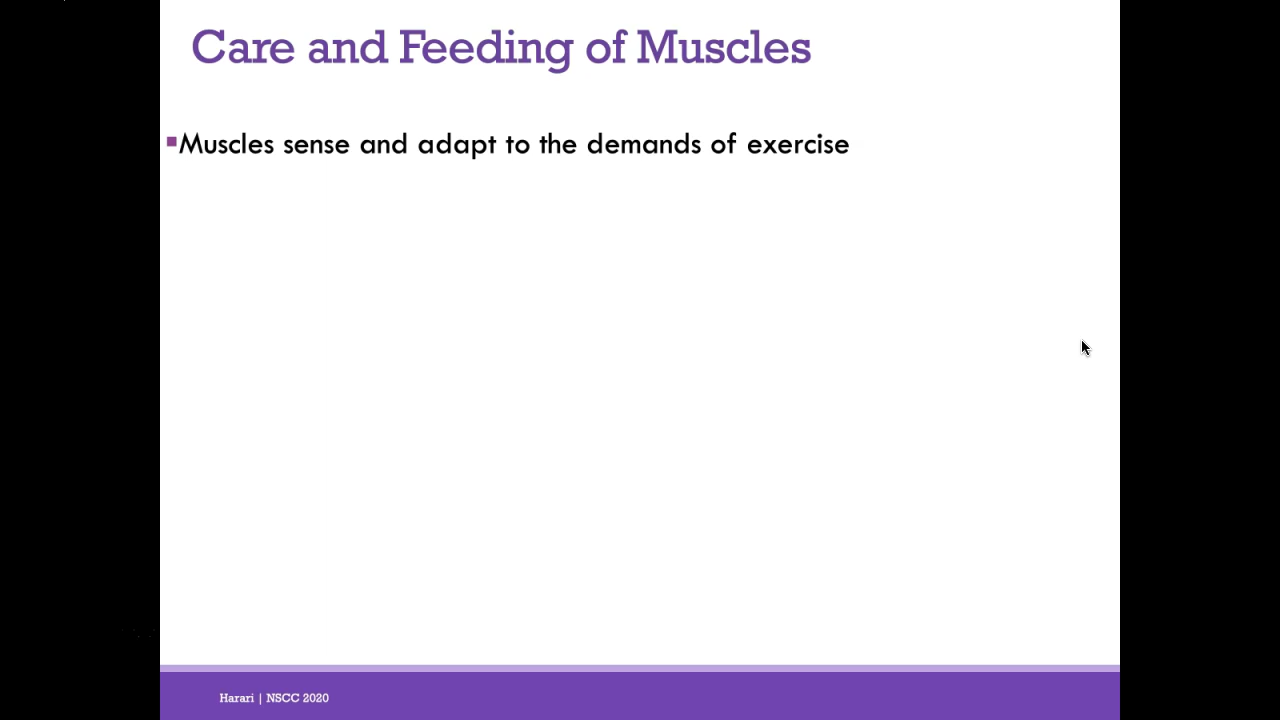 Care and Feeding of Muscles
▪Muscles sense and adapt to the demands of exercise
Harari | NSCC 2020